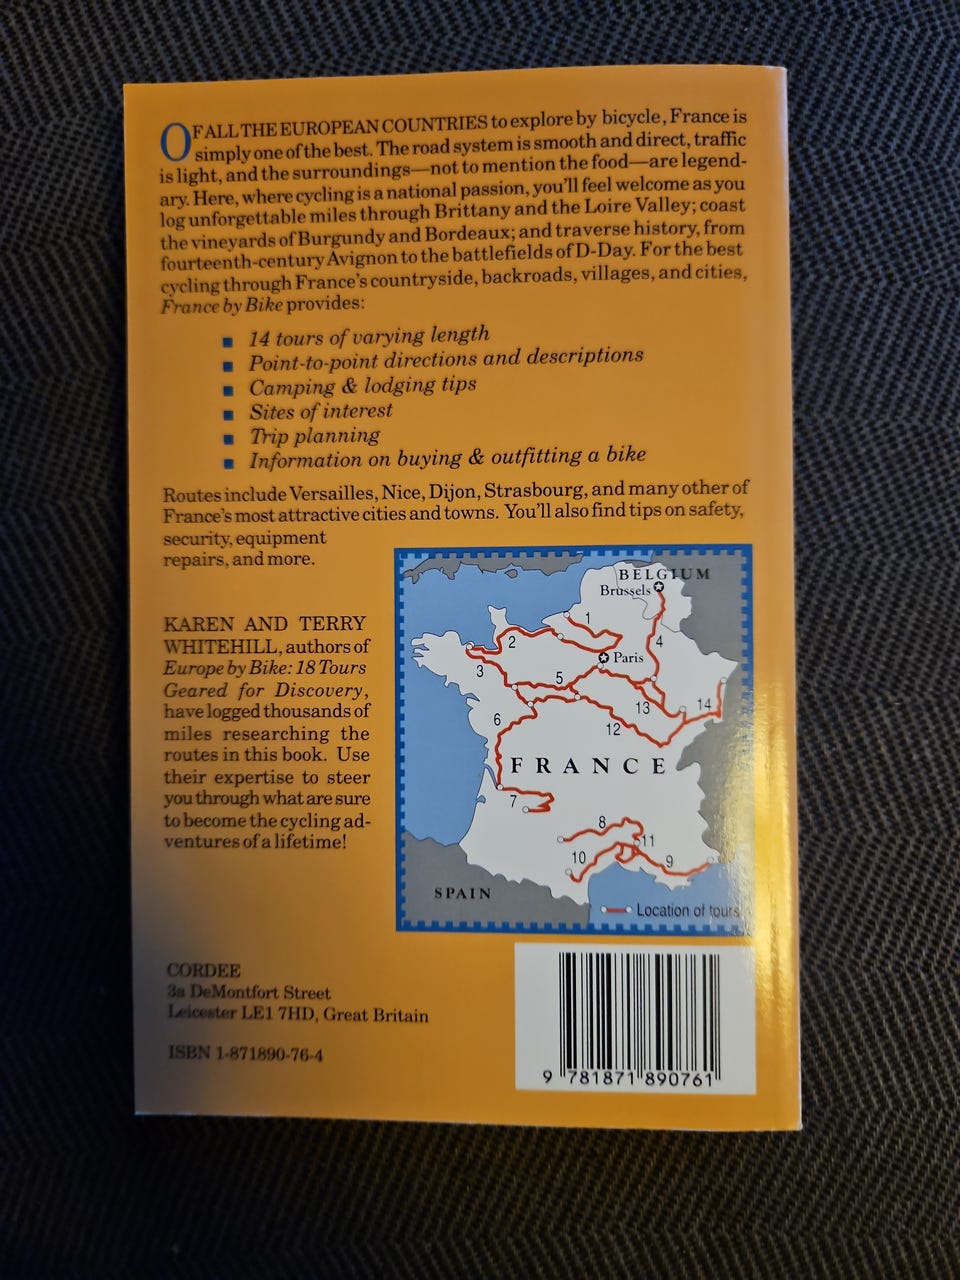 OF ALL THE EUROPEAN COUNTRIES to explore by bicycle, France is
simply one of the best. The road system is smooth and direct, traffic
is light, and the surroundings—not to mention the food—are legend-
ary. Here, where cycling is a national passion, you'll feel welcome as you
log unforgettable miles through Brittany and the Loire Valley; coast
the vineyards of Burgundy and Bordeaux; and traverse history, from
fourteenth-century Avignon to the battlefields of D-Day. For the best
cycling through France's countryside, backroads, villages, and cities,
France by Bike provides:
■ 14 tours of varying length
■ Point-to-point directions and descriptions
■ Camping & lodging tips
■ Sites of interest
■ Trip planning
■ Information on buying & outfitting a bike
Routes include Versailles, Nice, Dijon, Strasbourg, and many other of
France's most attractive cities and towns. You'll also find tips on safety,
security, equipment
repairs, and more.
KAREN AND TERRY
WHITEHILL, authors of
Europe by Bike: 18 Tours
Geared for Discovery,
have logged thousands of
miles researching the
routes in this book. Use
their expertise to steer
you through what are sure
to become the cycling ad-
ventures of a lifetime!
BELGIUM
Brussels
1
2
4
Paris
3
5
14
13
6
12
FRANCE
7
8
11
10
9
SPAIN
Location of tours
CORDEE
3a DeMontfort Street
Leicester LE1 7HD, Great Britain
ISBN 1-871890-76-4
9 781871 890761